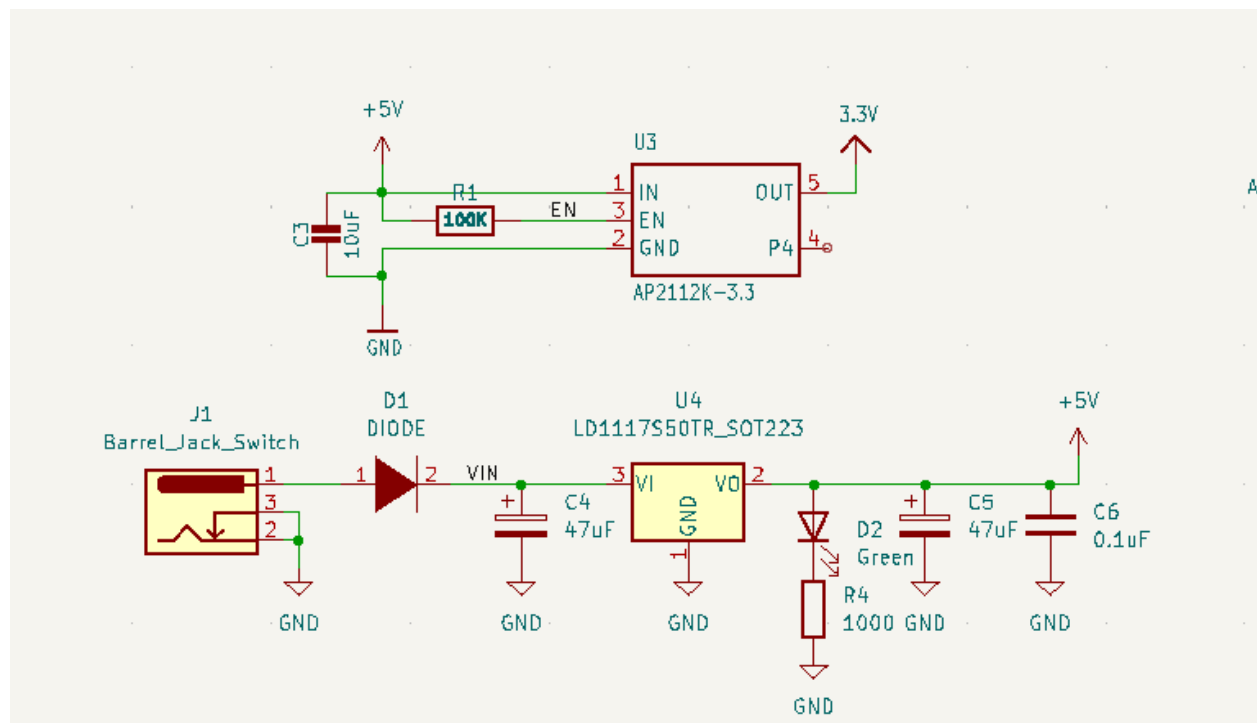 +5V
3.3V
U3
R1
1
IN
OUT
5
100K
EN
3
EN
2
GND
P4
4
C3
10uF
AP2112K-3.3
GND
A
J1
Barrel_Jack_Switch
D1
DIODE
U4
LD1117S50TR_SOT223
+5V
1
3
2
1
2
VIN
3
VI
VO
2
GND
1
+
C4
47uF
D2
Green
+
C5
47uF
C6
0.1uF
R4
1000
GND
GND
GND
GND
GND
GND